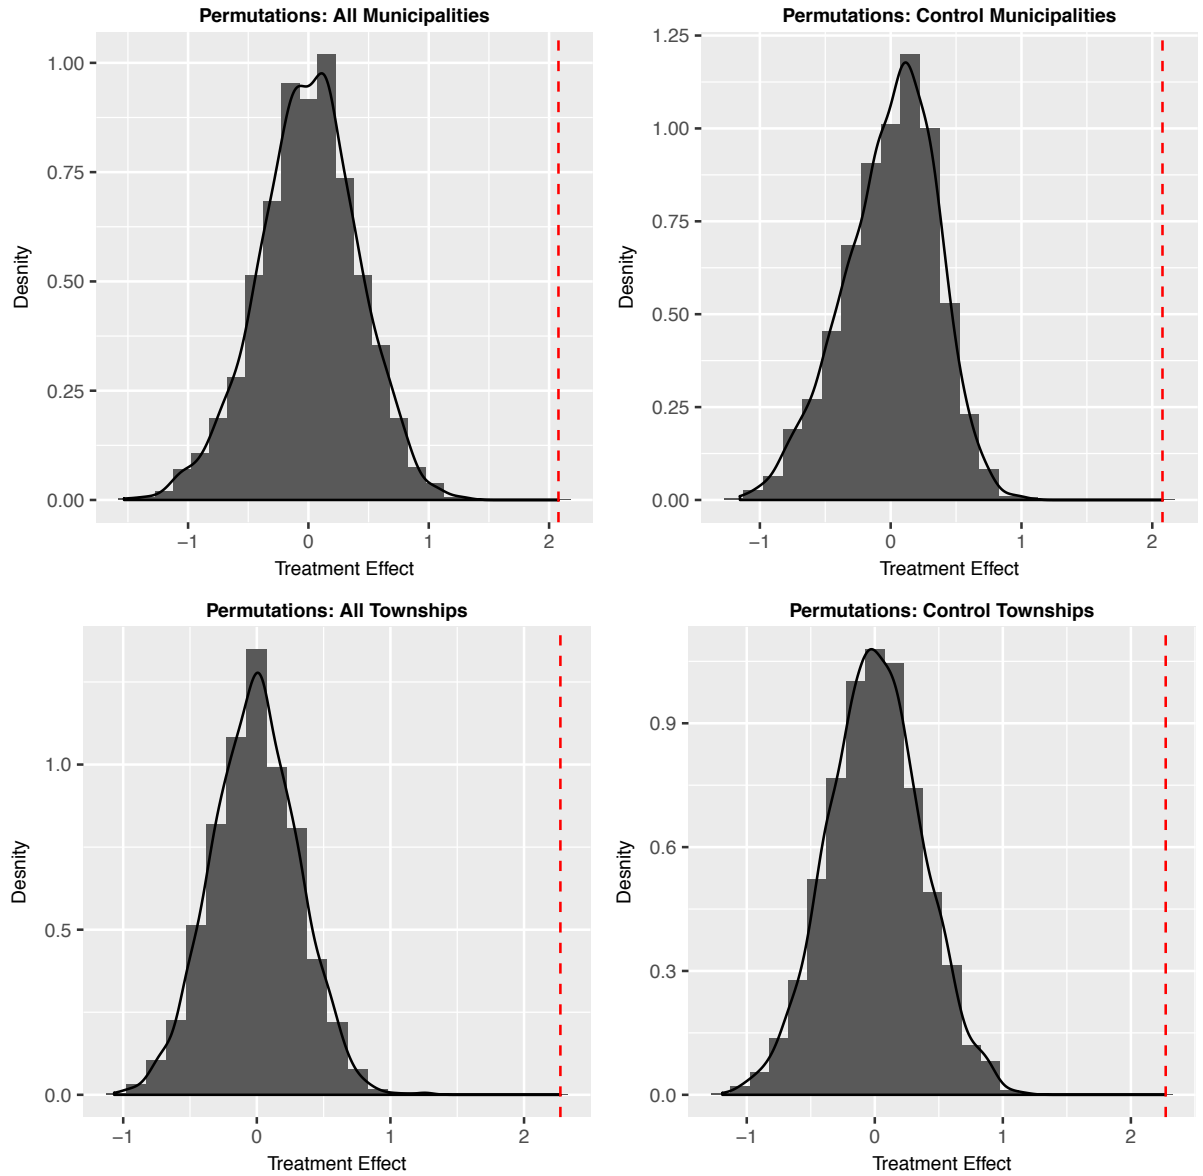 Permutations: All Municipalities
1.00
0.75
0.50
0.25
0.00
Desnity
−1 0 1 2
Treatment Effect
Permutations: Control Municipalities
1.25
1.00
0.75
0.50
0.25
0.00
Desnity
−1 0 1 2
Treatment Effect
Permutations: All Townships
1.0
0.5
0.0
Desnity
−1 0 1 2
Treatment Effect
Permutations: Control Townships
0.9
0.6
0.3
0.0
Desnity
−1 0 1 2
Treatment Effect